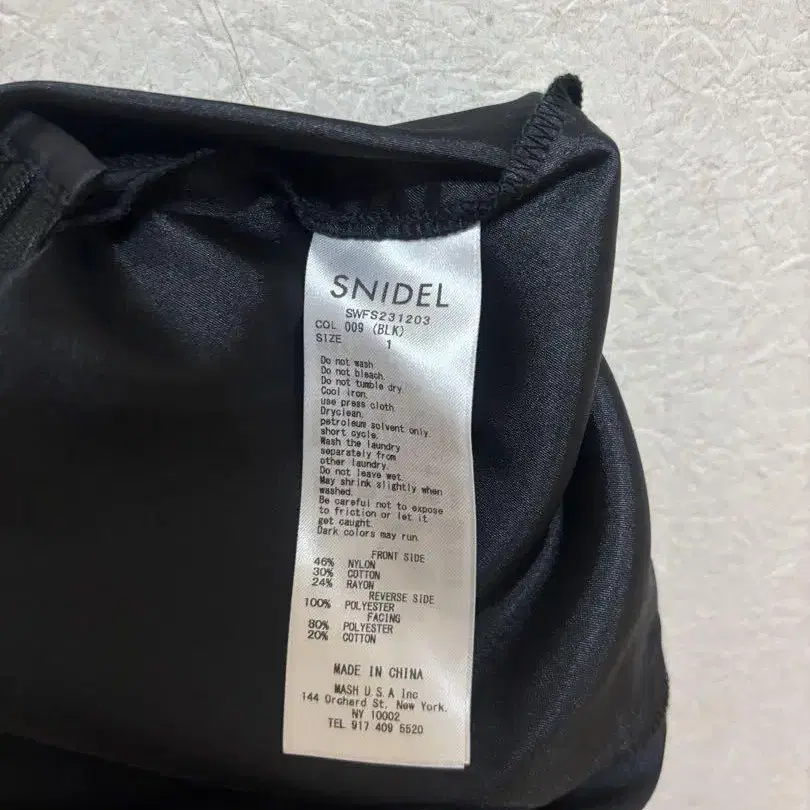 SNIDEL
SWFS231203
COL 009 (BLK)
SIZE 1
Do not wash.
Do not bleach.
Do not tumble dry.
Cool iron.
use press cloth.
Dryclean.
petroleum solvent only.
short cycle.
Wash the laundry
separately from
other laundry.
Do not leave wet.
May shrink slightly when
washed.
Be careful not to expose
to friction or let it
get caught.
Dark colors may run.
FRONT SIDE
46% NYLON
30% COTTON
24% RAYON
REVERSE SIDE
100% POLYESTER
FACING
80% POLYESTER
20% COTTON
MADE IN CHINA
MASH U.S.A Inc
144 Orchard St. New York.
NY 10002
TEL 917 409 5520